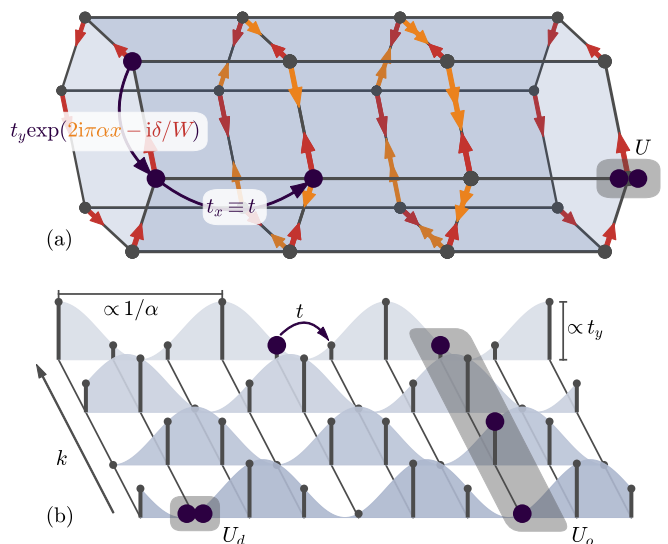 t_y exp(2iπαx − iδ/W)
U
t_x ≡ t
(a)
∝ 1/α
t
∝ t_y
k
(b)
U_d
U_o